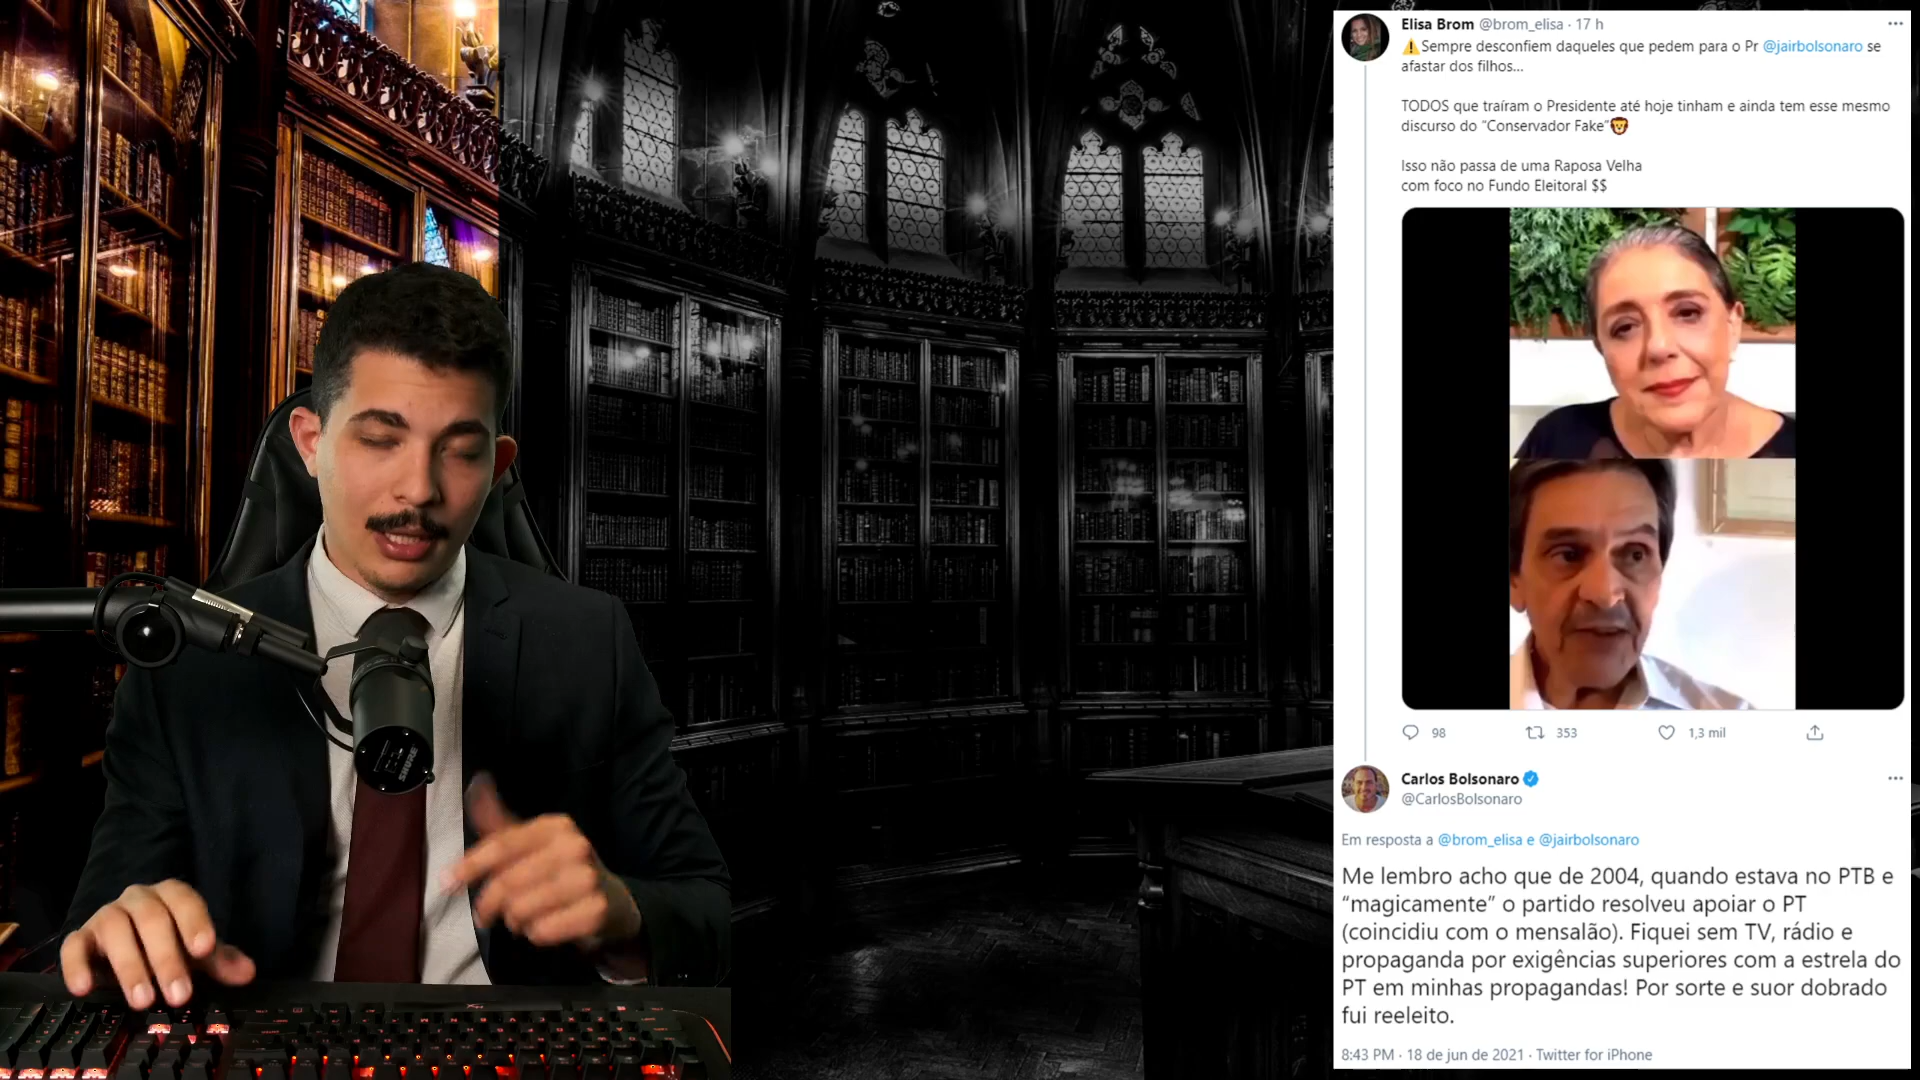 Elisa Brom @brom_elisa · 17 h
⚠️Sempre desconfiem daqueles que pedem para o Pr @jairbolsonaro se
afastar dos filhos...
TODOS que traíram o Presidente até hoje tinham e ainda tem esse mesmo
discurso do “Conservador Fake”🦁
Isso não passa de uma Raposa Velha
com foco no Fundo Eleitoral $$
98 353 1,3 mil
Carlos Bolsonaro
@CarlosBolsonaro
Em resposta a @brom_elisa e @jairbolsonaro
Me lembro acho que de 2004, quando estava no PTB e
“magicamente” o partido resolveu apoiar o PT
(coincidiu com o mensalão). Fiquei sem TV, rádio e
propaganda por exigências superiores com a estrela do
PT em minhas propagandas! Por sorte e suor dobrado
fui reeleito.
8:43 PM · 18 de jun de 2021 · Twitter for iPhone
SHURE